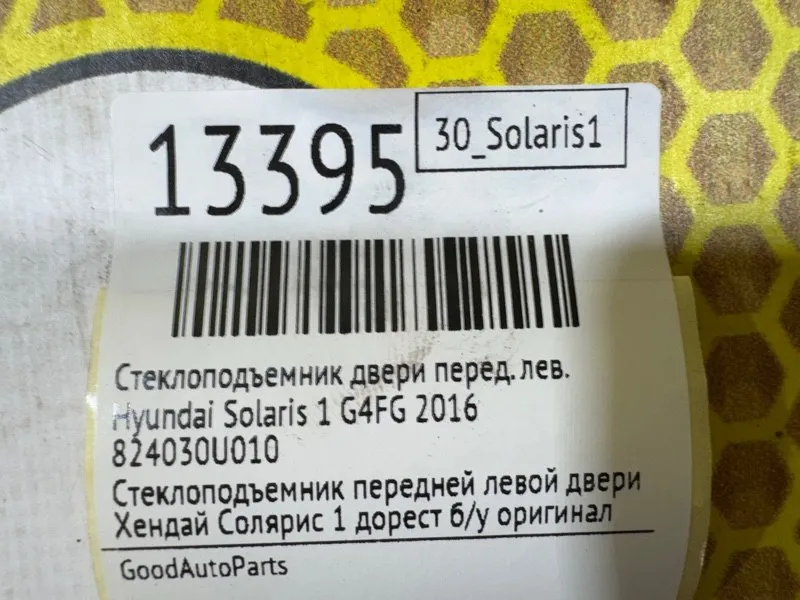 13395
30_Solaris1
Стеклоподъемник двери перед. лев.
Hyundai Solaris 1 G4FG 2016
824030U010
Стеклоподъемник передней левой двери
Хендай Солярис 1 дорест б/у оригинал
GoodAutoParts